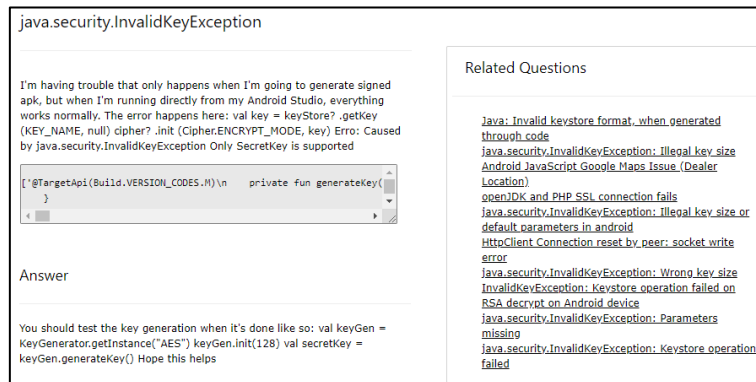 java.security.InvalidKeyException
I'm having trouble that only happens when I'm going to generate signed
apk, but when I'm running directly from my Android Studio, everything
works normally. The error happens here: val key = keyStore? .getKey
(KEY_NAME, null) cipher? .init (Cipher.ENCRYPT_MODE, key) Erro: Caused
by java.security.InvalidKeyException Only SecretKey is supported
['@TargetApi(Build.VERSION_CODES.M)\n    private fun generateKey(
}
Answer
You should test the key generation when it's done like so: val keyGen =
KeyGenerator.getInstance("AES") keyGen.init(128) val secretKey =
keyGen.generateKey() Hope this helps
Related Questions
Java: Invalid keystore format, when generated
through code
java.security.InvalidKeyException: Illegal key size
Android JavaScript Google Maps Issue (Dealer
Location)
openJDK and PHP SSL connection fails
java.security.InvalidKeyException: Illegal key size or
default parameters in android
HttpClient Connection reset by peer: socket write
error
java.security.InvalidKeyException: Wrong key size
InvalidKeyException: Keystore operation failed on
RSA decrypt on Android device
java.security.InvalidKeyException: Parameters
missing
java.security.InvalidKeyException: Keystore operation
failed